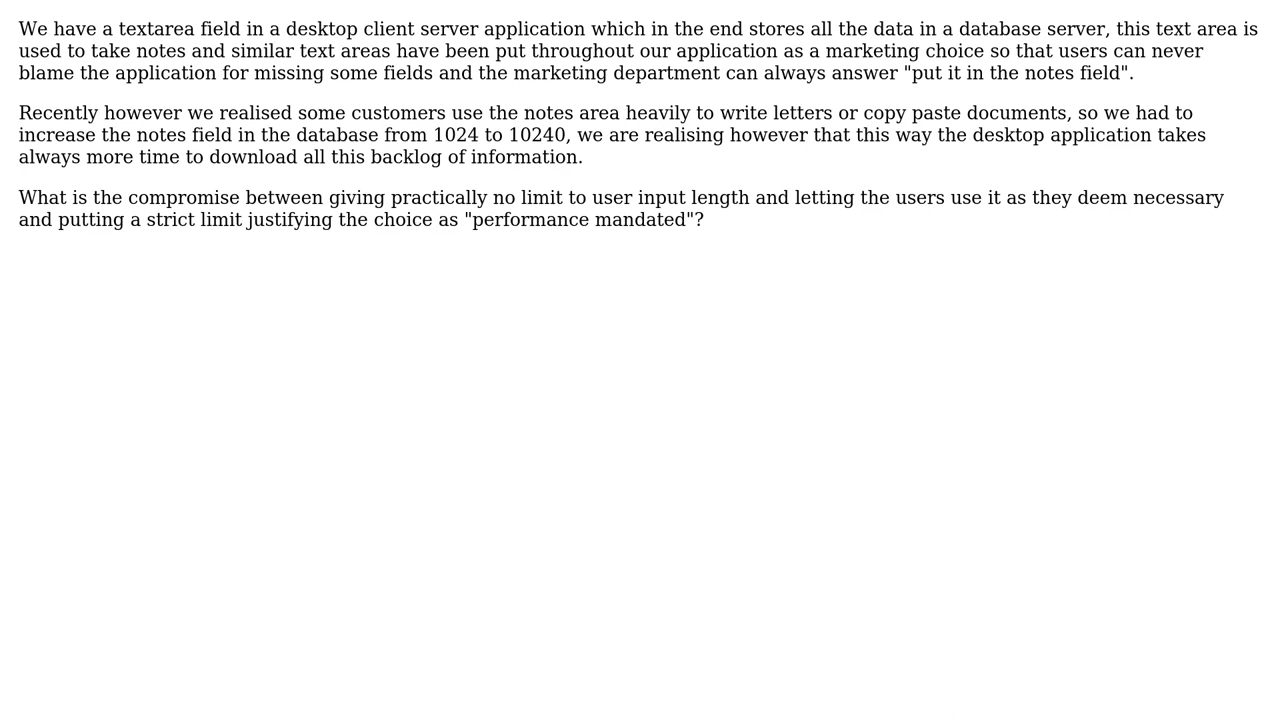 We have a textarea field in a desktop client server application which in the end stores all the data in a database server, this text area is
used to take notes and similar text areas have been put throughout our application as a marketing choice so that users can never
blame the application for missing some fields and the marketing department can always answer "put it in the notes field".
Recently however we realised some customers use the notes area heavily to write letters or copy paste documents, so we had to
increase the notes field in the database from 1024 to 10240, we are realising however that this way the desktop application takes
always more time to download all this backlog of information.
What is the compromise between giving practically no limit to user input length and letting the users use it as they deem necessary
and putting a strict limit justifying the choice as "performance mandated"?